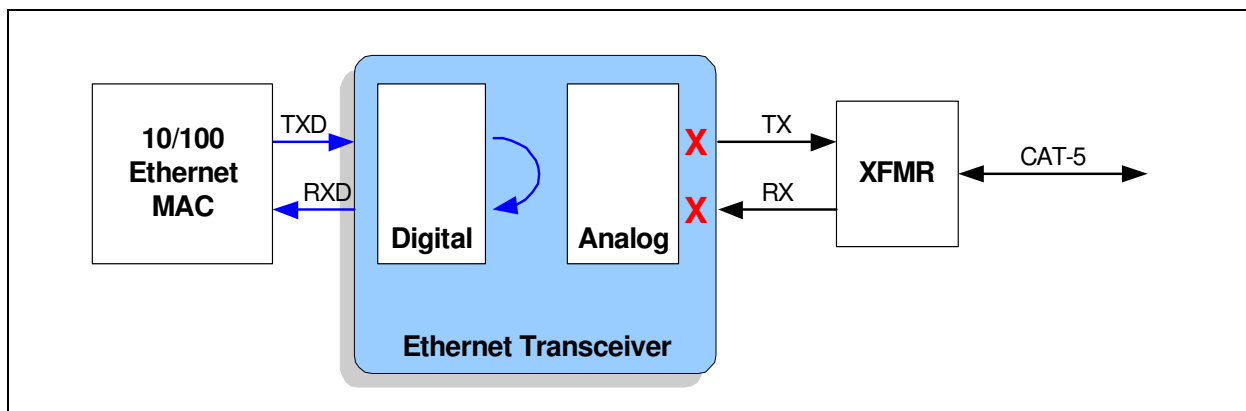 10/100
Ethernet
MAC
TXD
RXD
Digital
Analog
X
X
Ethernet Transceiver
TX
RX
XFMR
CAT-5